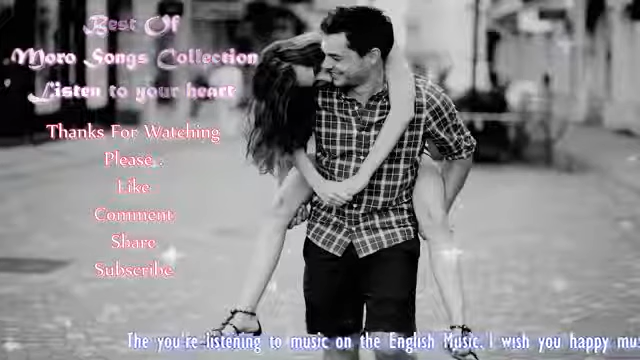 Best Of
Moro Songs Collection
Listen to your heart
Thanks For Watching
Please. .
Like
Comment
Share
Subscribe
The you're-listening to music on the English Music. I wish you happy mu